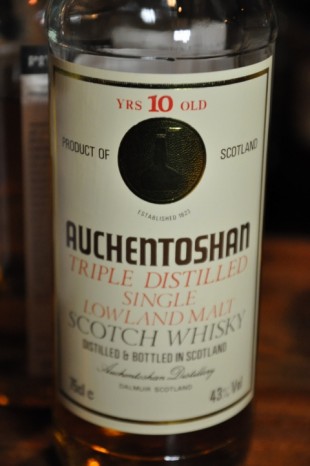 YRS 10 OLD
PRODUCT OF SCOTLAND
ESTABLISHED 1823
AUCHENTOSHAN
TRIPLE DISTILLED
SINGLE
LOWLAND MALT
SCOTCH WHISKY
DISTILLED & BOTTLED IN SCOTLAND
Auchentoshan Distillery
75cl e DALMUIR SCOTLAND 43% Vol